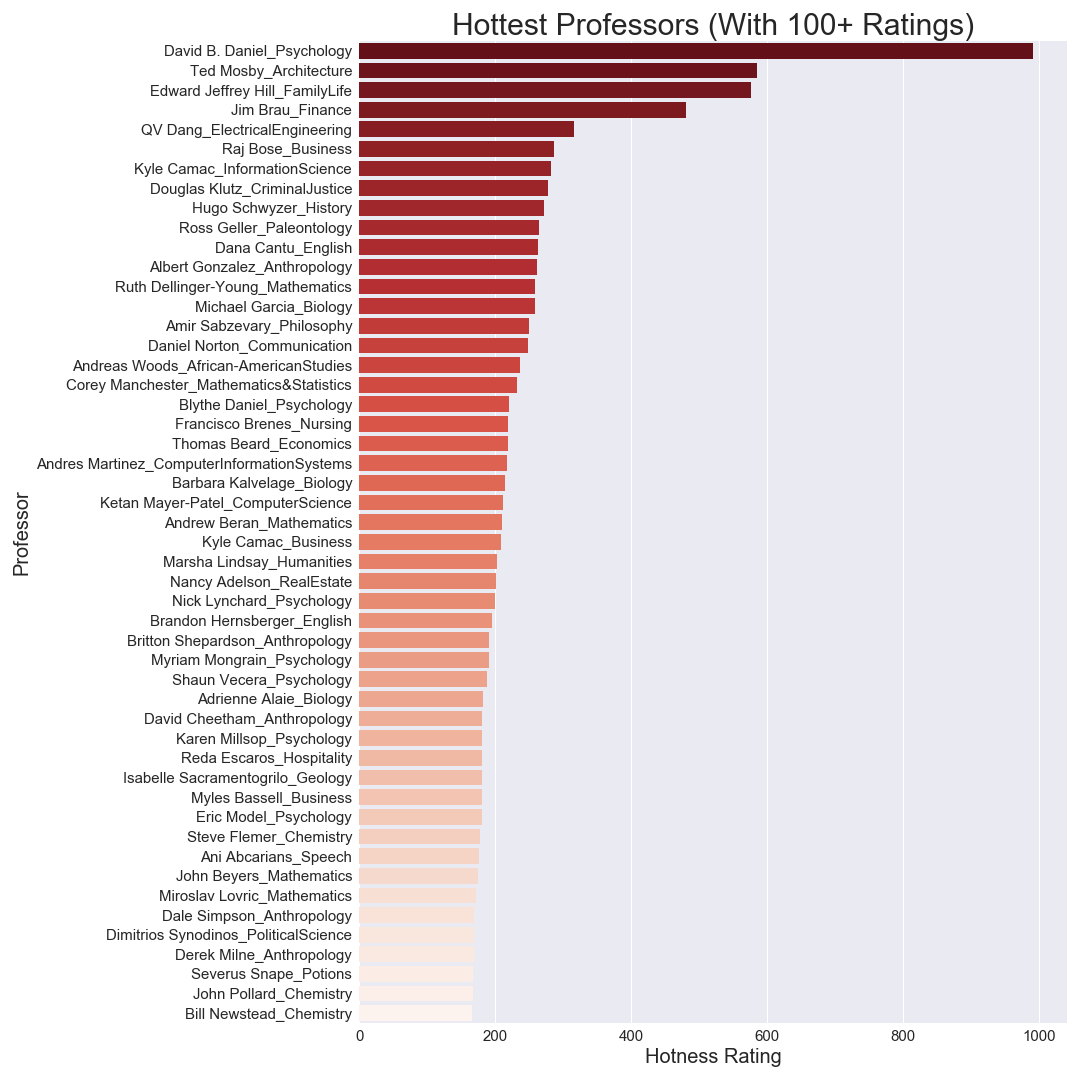 Hottest Professors (With 100+ Ratings)
David B. Daniel_Psychology
Ted Mosby_Architecture
Edward Jeffrey Hill_FamilyLife
Jim Brau_Finance
QV Dang_ElectricalEngineering
Raj Bose_Business
Kyle Camac_InformationScience
Douglas Klutz_CriminalJustice
Hugo Schwyzer_History
Ross Geller_Paleontology
Dana Cantu_English
Albert Gonzalez_Anthropology
Ruth Dellinger-Young_Mathematics
Michael Garcia_Biology
Amir Sabzevary_Philosophy
Daniel Norton_Communication
Andreas Woods_African-AmericanStudies
Corey Manchester_Mathematics&Statistics
Blythe Daniel_Psychology
Francisco Brenes_Nursing
Thomas Beard_Economics
Andres Martinez_ComputerInformationSystems
Barbara Kalvelage_Biology
Ketan Mayer-Patel_ComputerScience
Andrew Beran_Mathematics
Kyle Camac_Business
Marsha Lindsay_Humanities
Nancy Adelson_RealEstate
Nick Lynchard_Psychology
Brandon Hernsberger_English
Britton Shepardson_Anthropology
Myriam Mongrain_Psychology
Shaun Vecera_Psychology
Adrienne Alaie_Biology
David Cheetham_Anthropology
Karen Millsop_Psychology
Reda Escaros_Hospitality
Isabelle Sacramentogrilo_Geology
Myles Bassell_Business
Eric Model_Psychology
Steve Flemer_Chemistry
Ani Abcarians_Speech
John Beyers_Mathematics
Miroslav Lovric_Mathematics
Dale Simpson_Anthropology
Dimitrios Synodinos_PoliticalScience
Derek Milne_Anthropology
Severus Snape_Potions
John Pollard_Chemistry
Bill Newstead_Chemistry
Professor
0 200 400 600 800 1000
Hotness Rating